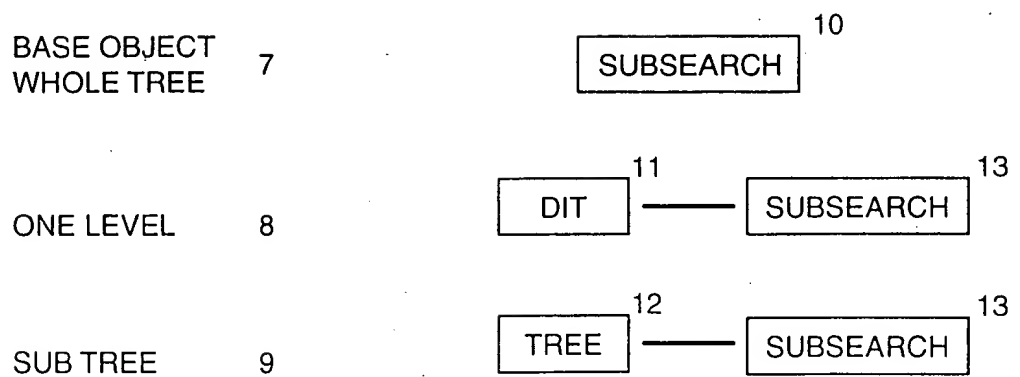 10
BASE OBJECT
WHOLE TREE 7 SUBSEARCH
11 13
ONE LEVEL 8 DIT SUBSEARCH
12 13
SUB TREE 9 TREE SUBSEARCH